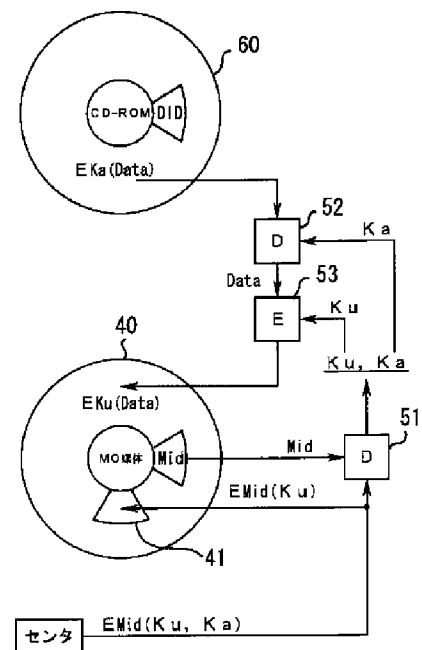 60
CD-ROM
DID
EKa(Data)
52
D
Ka
Data
53
E
Ku
40
EKu(Data)
Ku, Ka
51
MO媒体
Mid
Mid
D
EMid(Ku)
41
EMid(Ku, Ka)
センタ